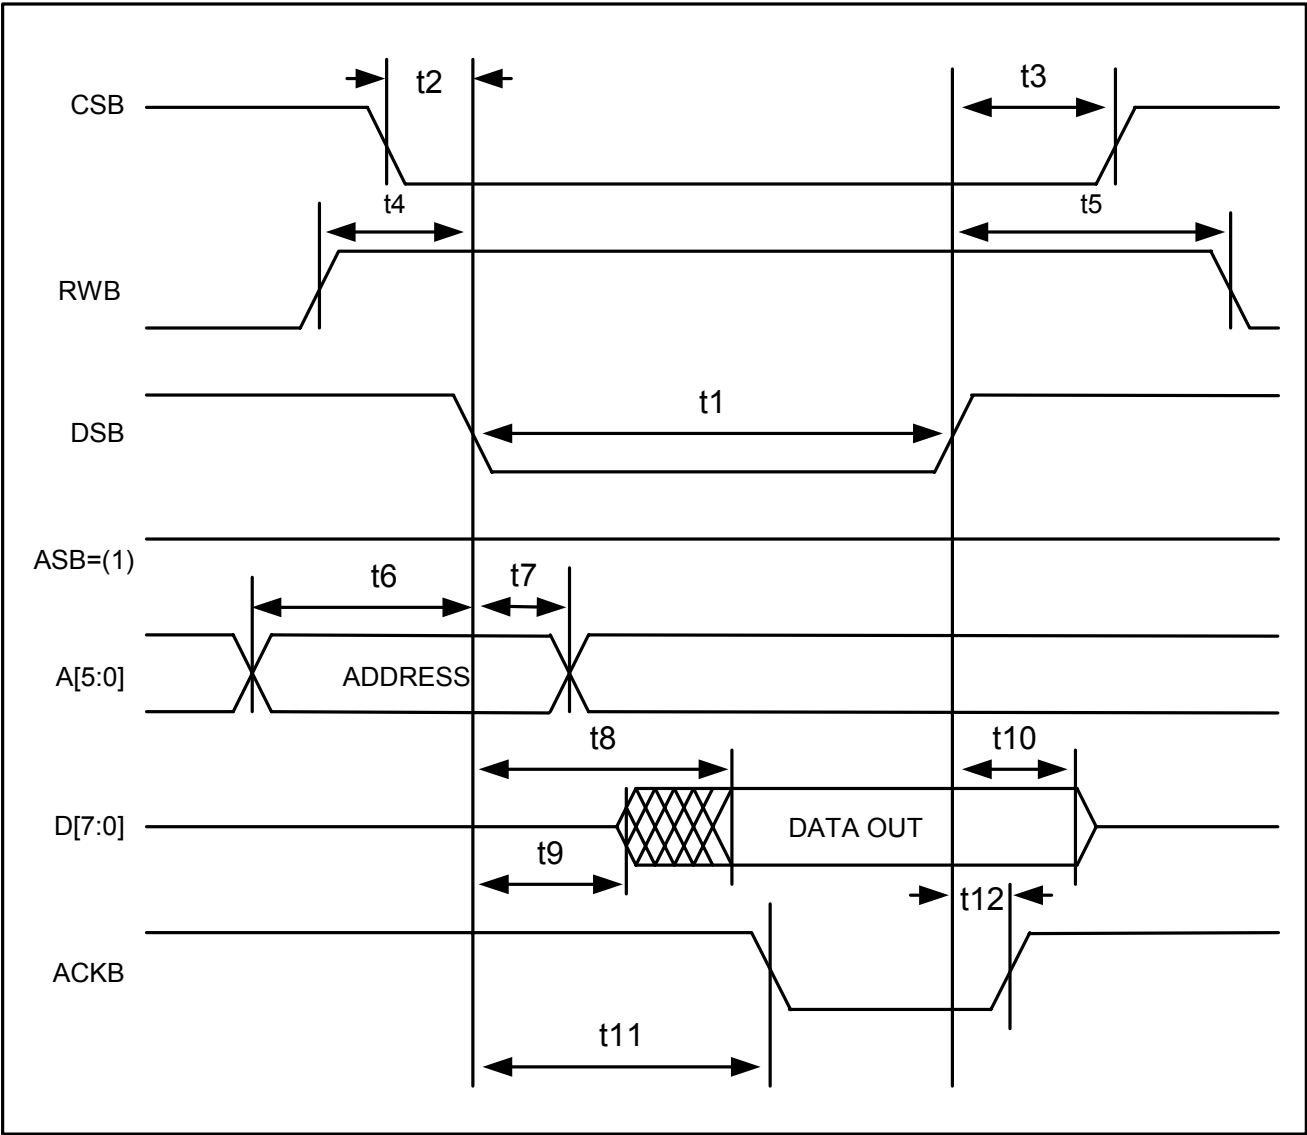 t2
t3
CSB
t4
t5
RWB
t1
DSB
ASB=(1)
t6
t7
A[5:0]
ADDRESS
t8
t10
D[7:0]
DATA OUT
t9
t12
ACKB
t11